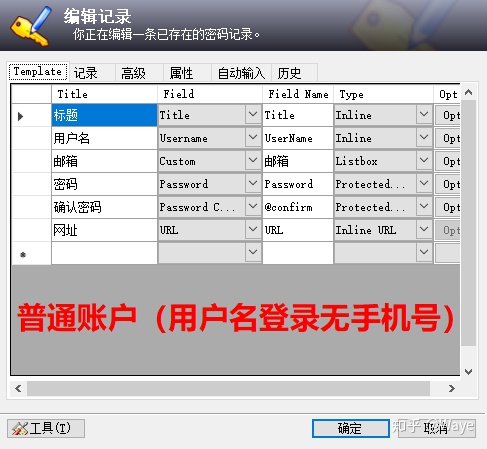 编辑记录
你正在编辑一条已存在的密码记录。
Template 记录 高级 属性 自动输入 历史
Title Field Field Name Type Opt
标题 Title Title Inline Opt
用户名 Username UserName Inline Opt
邮箱 Custom 邮箱 Listbox Opt
密码 Password Password Protected... Opt
确认密码 Password C... @confirm Protected... Opt
网址 URL URL Inline URL Opt
普通账户（用户名登录无手机号）
工具(T) 确定 取消
知乎 @Waye